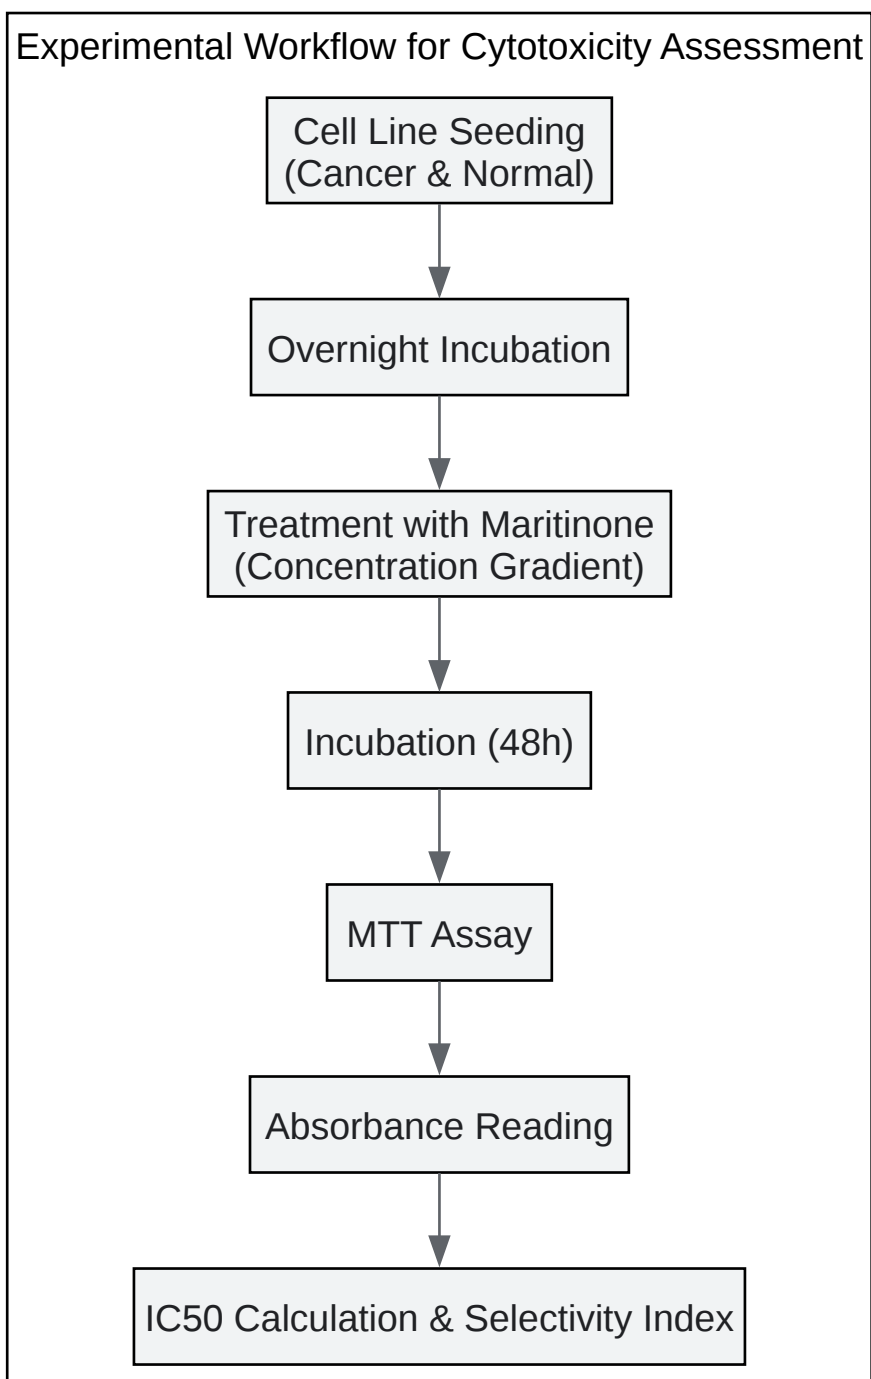 Experimental Workflow for Cytotoxicity Assessment
Cell Line Seeding
(Cancer & Normal)
Overnight Incubation
Treatment with Maritinone
(Concentration Gradient)
Incubation (48h)
MTT Assay
Absorbance Reading
IC50 Calculation & Selectivity Index